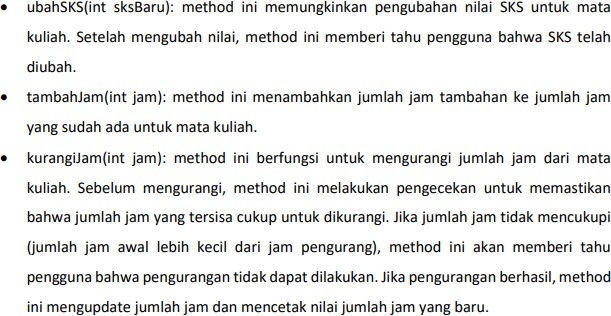 • ubahSKS(int sksBaru): method ini memungkinkan pengubahan nilai SKS untuk mata
kuliah. Setelah mengubah nilai, method ini memberi tahu pengguna bahwa SKS telah
diubah.
• tambahJam(int jam): method ini menambahkan jumlah jam tambahan ke jumlah jam
yang sudah ada untuk mata kuliah.
• kurangiJam(int jam): method ini berfungsi untuk mengurangi jumlah jam dari mata
kuliah. Sebelum mengurangi, method ini melakukan pengecekan untuk memastikan
bahwa jumlah jam yang tersisa cukup untuk dikurangi. Jika jumlah jam tidak mencukupi
(jumlah jam awal lebih kecil dari jam pengurang), method ini akan memberi tahu
pengguna bahwa pengurangan tidak dapat dilakukan. Jika pengurangan berhasil, method
ini mengupdate jumlah jam dan mencetak nilai jumlah jam yang baru.